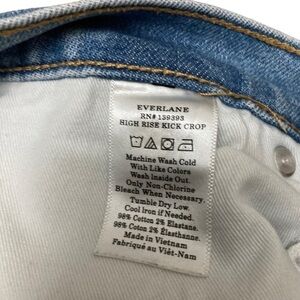 EVERLANE
RN# 139393
HIGH RISE KICK CROP
Machine Wash Cold
With Like Colors
Wash inside Out.
Only Non-Chlorine
Bleach When Necessary.
Tumble Dry Low.
Cool Iron if Needed.
98% Cotton 2% Elastane.
98% Coton 2% Élasthanne.
Made in Vietnam
Fabriqué au Viêt-Nam